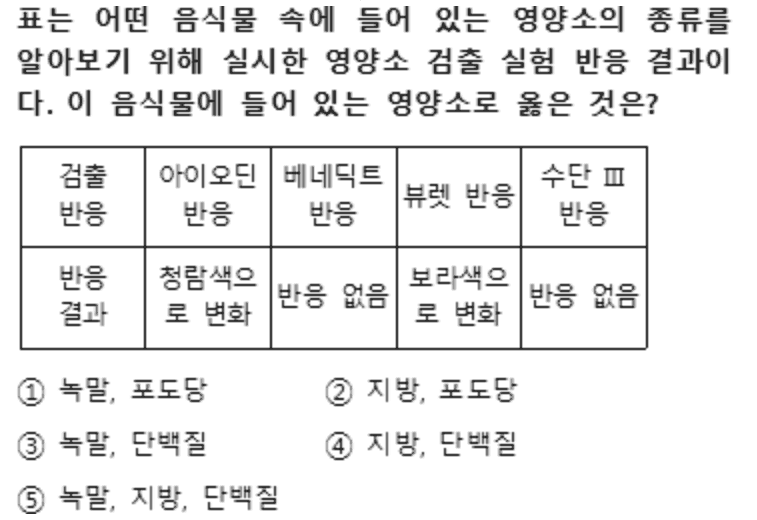 표는 어떤 음식물 속에 들어 있는 영양소의 종류를
알아보기 위해 실시한 영양소 검출 실험 반응 결과이
다. 이 음식물에 들어 있는 영양소로 옳은 것은?
검출 아이오딘 베네딕트 뷰렛 반응 수단 Ⅲ
반응 반응 반응 반응
반응 청람색으 반응 없음 보라색으 반응 없음
결과 로 변화 로 변화
① 녹말, 포도당 ② 지방, 포도당
③ 녹말, 단백질 ④ 지방, 단백질
⑤ 녹말, 지방, 단백질